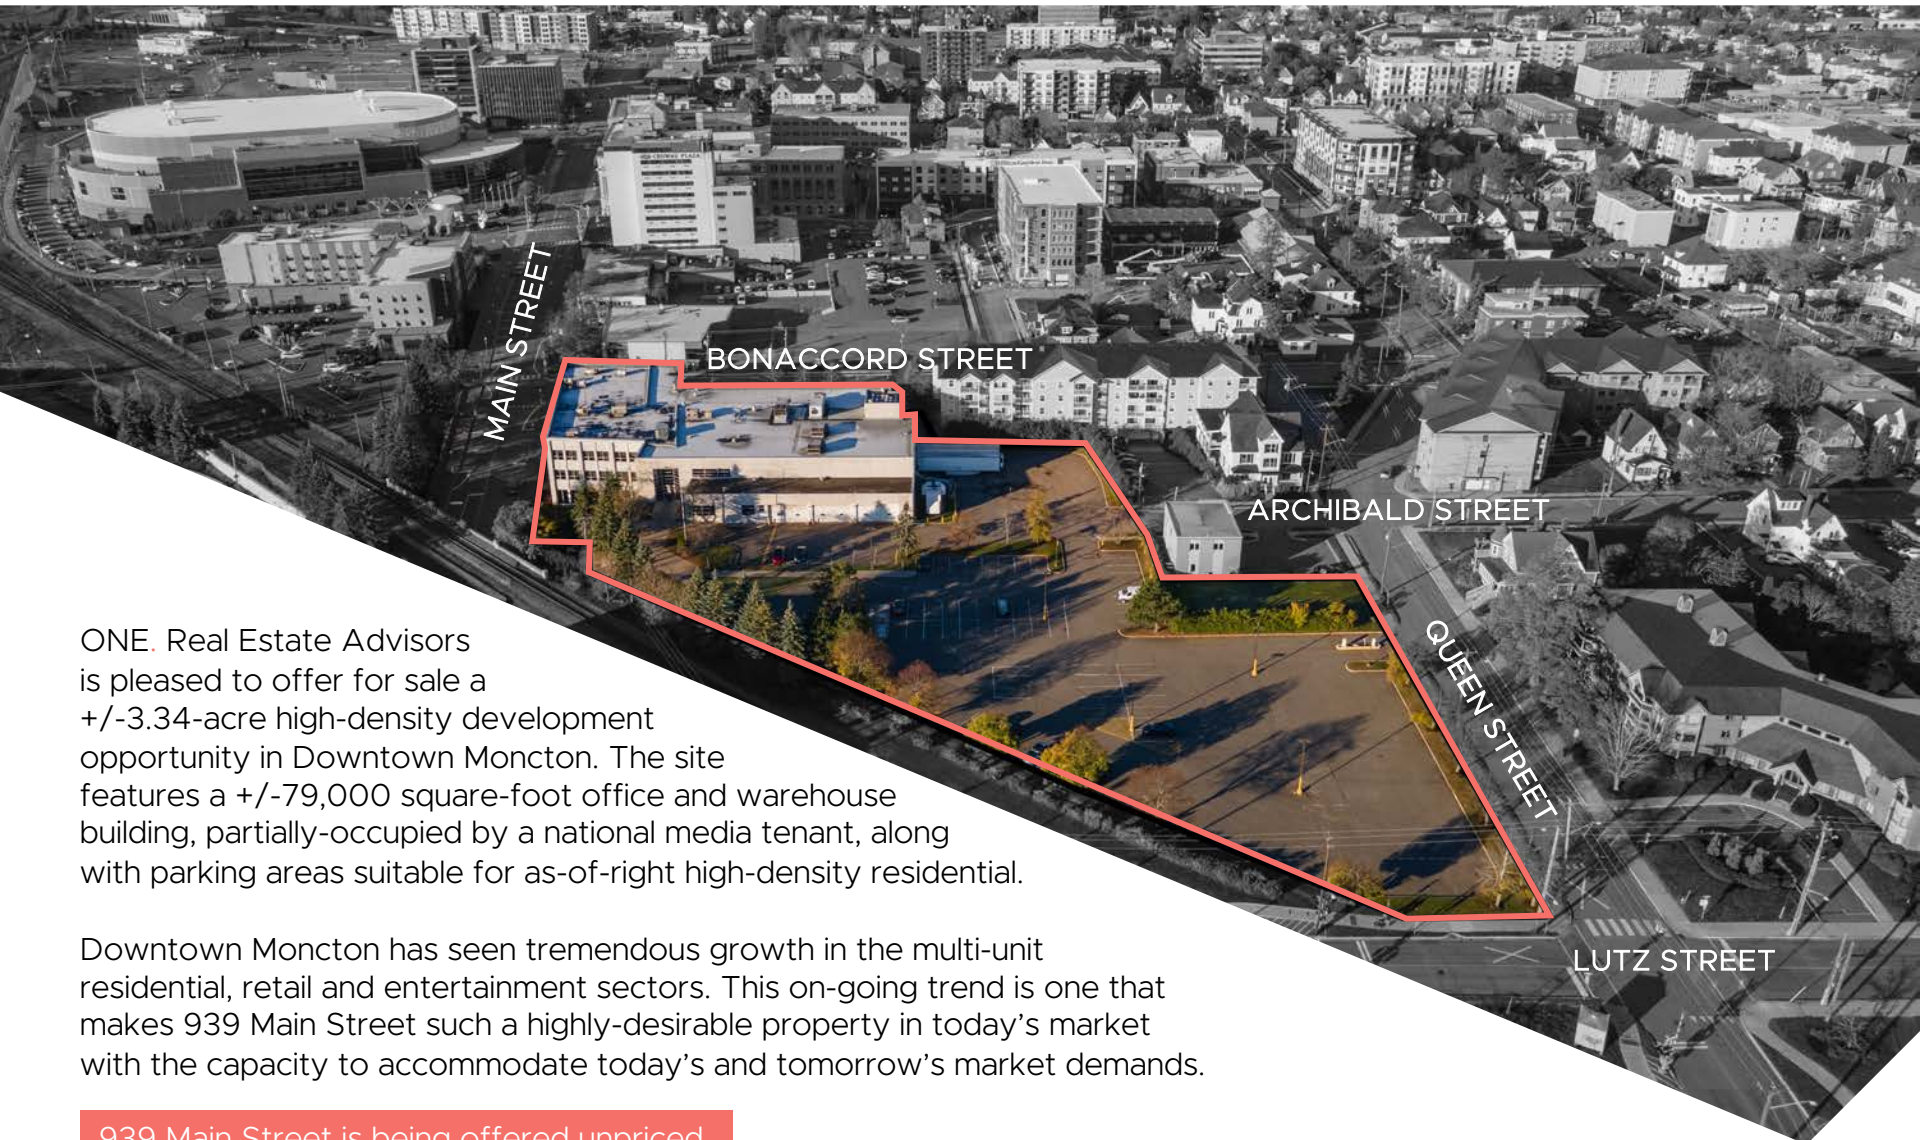 MAIN STREET
BONACCORD STREET
ARCHIBALD STREET
QUEEN STREET
LUTZ STREET
ONE. Real Estate Advisors
is pleased to offer for sale a
+/-3.34-acre high-density development
opportunity in Downtown Moncton. The site
features a +/-79,000 square-foot office and warehouse
building, partially-occupied by a national media tenant, along
with parking areas suitable for as-of-right high-density residential.
Downtown Moncton has seen tremendous growth in the multi-unit
residential, retail and entertainment sectors. This on-going trend is one that
makes 939 Main Street such a highly-desirable property in today's market
with the capacity to accommodate today's and tomorrow's market demands.
939 Main Street is being offered unpriced.